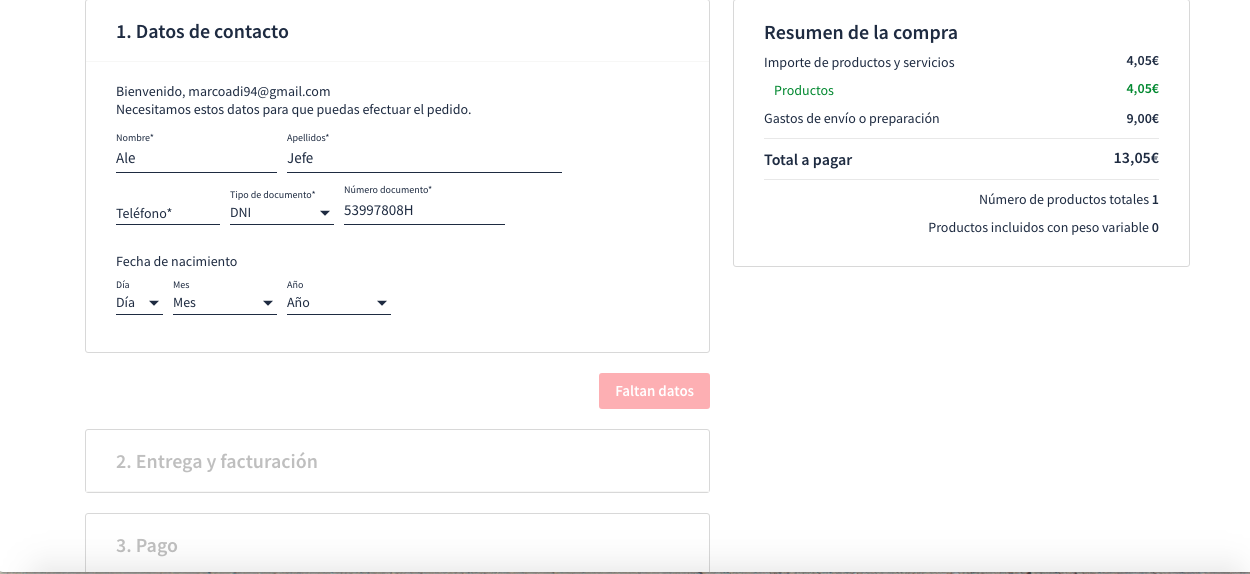 1. Datos de contacto
Bienvenido, marcoadi94@gmail.com
Necesitamos estos datos para que puedas efectuar el pedido.
Nombre*
Apellidos*
Ale
Jefe
Teléfono*
Tipo de documento*
DNI
Número documento*
53997808H
Fecha de nacimiento
Día
Mes
Año
Día
Mes
Año
Faltan datos
2. Entrega y facturación
3. Pago
Resumen de la compra
Importe de productos y servicios 4,05€
Productos 4,05€
Gastos de envío o preparación 9,00€
Total a pagar 13,05€
Número de productos totales 1
Productos incluidos con peso variable 0